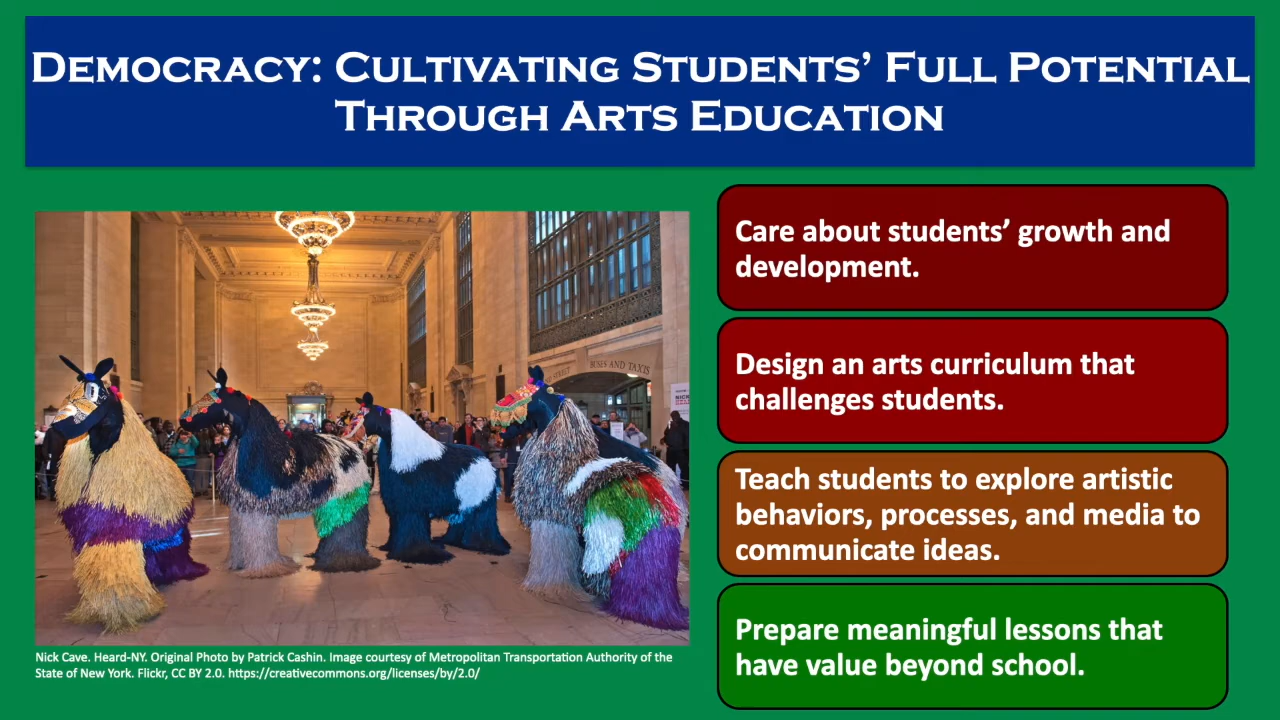 DEMOCRACY: CULTIVATING STUDENTS’ FULL POTENTIAL
THROUGH ARTS EDUCATION
BOSES AND TAXIS
Care about students’ growth and
development.
Design an arts curriculum that
challenges students.
Teach students to explore artistic
behaviors, processes, and media to
communicate ideas.
Prepare meaningful lessons that
have value beyond school.
Nick Cave. Heard-NY. Original Photo by Patrick Cashin. Image courtesy of Metropolitan Transportation Authority of the
State of New York. Flickr, CC BY 2.0. https://creativecommons.org/licenses/by/2.0/